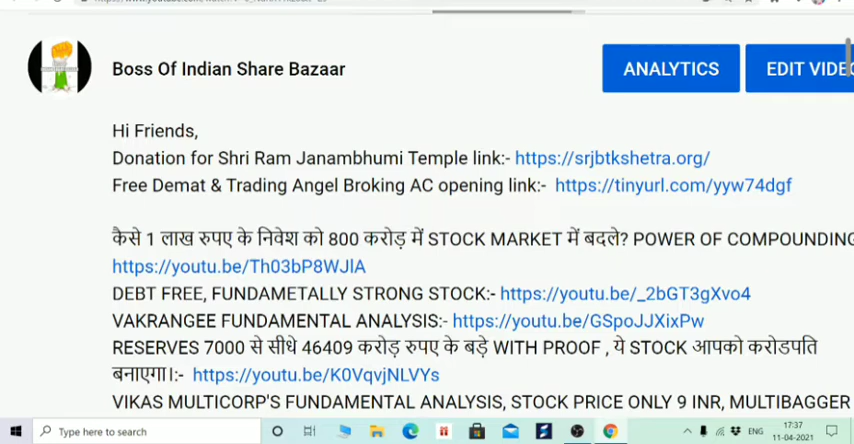 Boss Of Indian Share Bazaar
ANALYTICS
EDIT VIDEO
Hi Friends,
Donation for Shri Ram Janambhumi Temple link:- https://srjbtkshetra.org/
Free Demat & Trading Angel Broking AC opening link:- https://tinyurl.com/yyw74dgf
कैसे 1 लाख रुपए के निवेश को 800 करोड़ में STOCK MARKET में बदले? POWER OF COMPOUNDING
https://youtu.be/Th03bP8WJlA
DEBT FREE, FUNDAMETALLY STRONG STOCK:- https://youtu.be/_2bGT3gXvo4
VAKRANGEE FUNDAMENTAL ANALYSIS:- https://youtu.be/GSpoJJXixPw
RESERVES 7000 से सीधे 46409 करोड़ रुपए के बड़े WITH PROOF , ये STOCK आपको करोडपति
बनाएगा।:- https://youtu.be/K0VqvjNLVYs
VIKAS MULTICORP'S FUNDAMENTAL ANALYSIS, STOCK PRICE ONLY 9 INR, MULTIBAGGER
Type here to search
ENG
17:37
11-04-2021